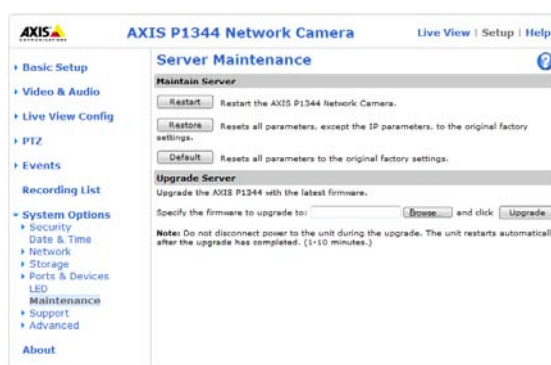 AXIS
COMMUNICATIONS
AXIS P1344 Network Camera
Live View | Setup | Help
Basic Setup
Video & Audio
Live View Config
PTZ
Events
Recording List
System Options
Security
Date & Time
Network
Storage
Ports & Devices
LED
Maintenance
Support
Advanced
About
Server Maintenance
?
Maintain Server
Restart Restart the AXIS P1344 Network Camera.
Restore Resets all parameters, except the IP parameters, to the original factory
settings.
Default Resets all parameters to the original factory settings.
Upgrade Server
Upgrade the AXIS P1344 with the latest firmware.
Specify the firmware to upgrade to: Browse... and click Upgrade
Note: Do not disconnect power to the unit during the upgrade. The unit restarts automaticall
after the upgrade has completed. (1-10 minutes.)